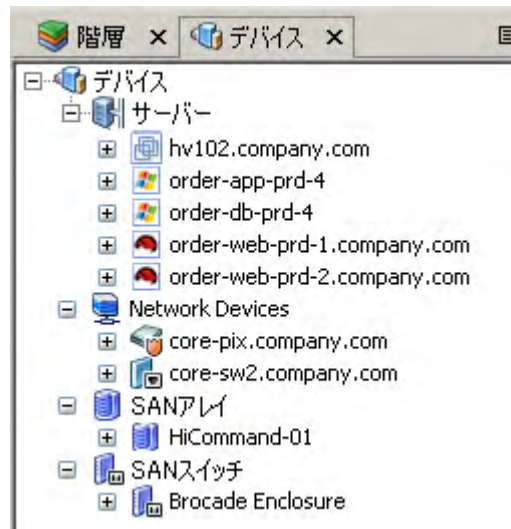 階層 デバイス
デバイス
サーバー
hv102.company.com
order-app-prd-4
order-db-prd-4
order-web-prd-1.company.com
order-web-prd-2.company.com
Network Devices
core-pix.company.com
core-sw2.company.com
SANアレイ
HiCommand-01
SANスイッチ
Brocade Enclosure